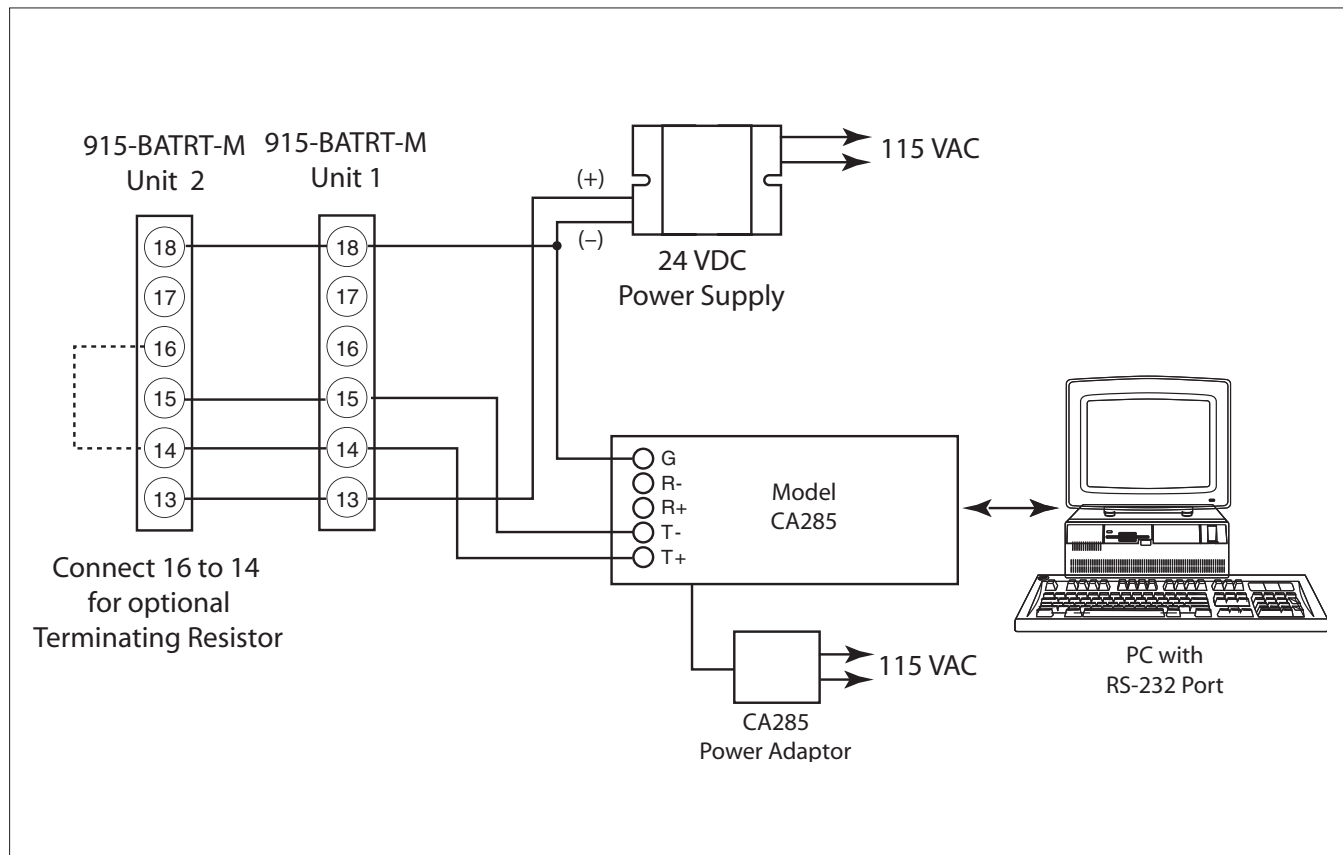 915-BATRT-M
Unit 2
915-BATRT-M
Unit 1
18
17
16
15
14
13
18
17
16
15
14
13
Connect 16 to 14
for optional
Terminating Resistor
(+)
(–)
115 VAC
24 VDC
Power Supply
G
R-
R+
T-
T+
Model
CA285
115 VAC
CA285
Power Adaptor
PC with
RS-232 Port